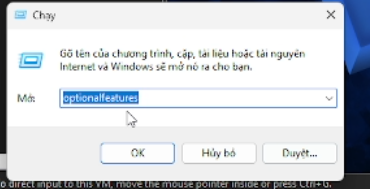 Chạy
Gõ tên của chương trình, cặp, tài liệu hoặc tài nguyên
Internet và Windows sẽ mở nó ra cho bạn.
Mở: optionalfeatures
OK Hủy bỏ Duyệt...
o direct input to this VM, move the mouse pointer inside or press Ctrl+G.